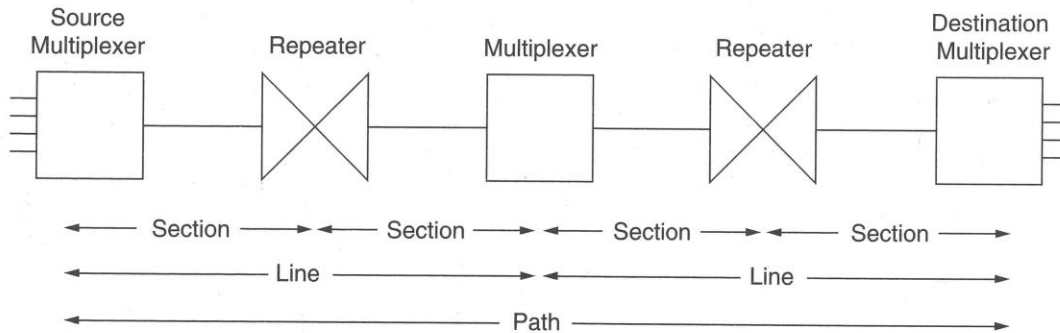 Source
Multiplexer
Repeater
Multiplexer
Repeater
Destination
Multiplexer
Section
Section
Section
Section
Line
Line
Path